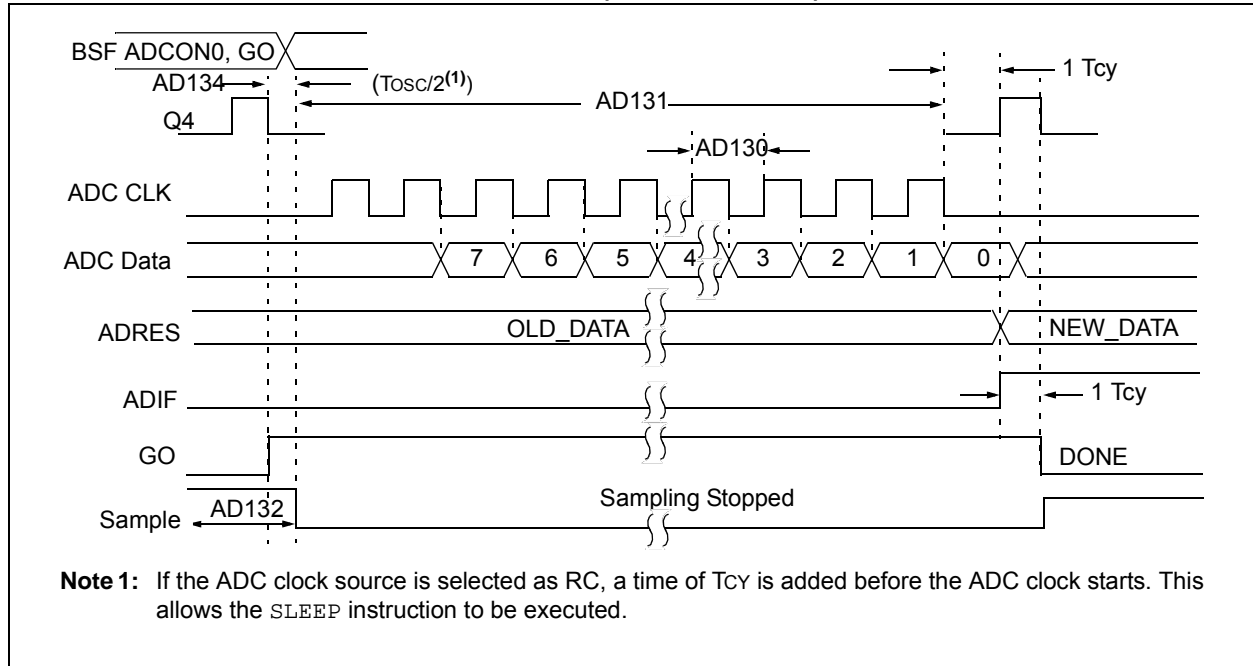 BSF ADCON0, GO
AD134
(TOSC/2(1))
AD131
1 Tcy
Q4
AD130
ADC CLK
ADC Data
7
6
5
4
3
2
1
0
ADRES
OLD_DATA
NEW_DATA
ADIF
1 Tcy
GO
DONE
Sample
AD132
Sampling Stopped
Note 1: If the ADC clock source is selected as RC, a time of TCY is added before the ADC clock starts. This
allows the SLEEP instruction to be executed.